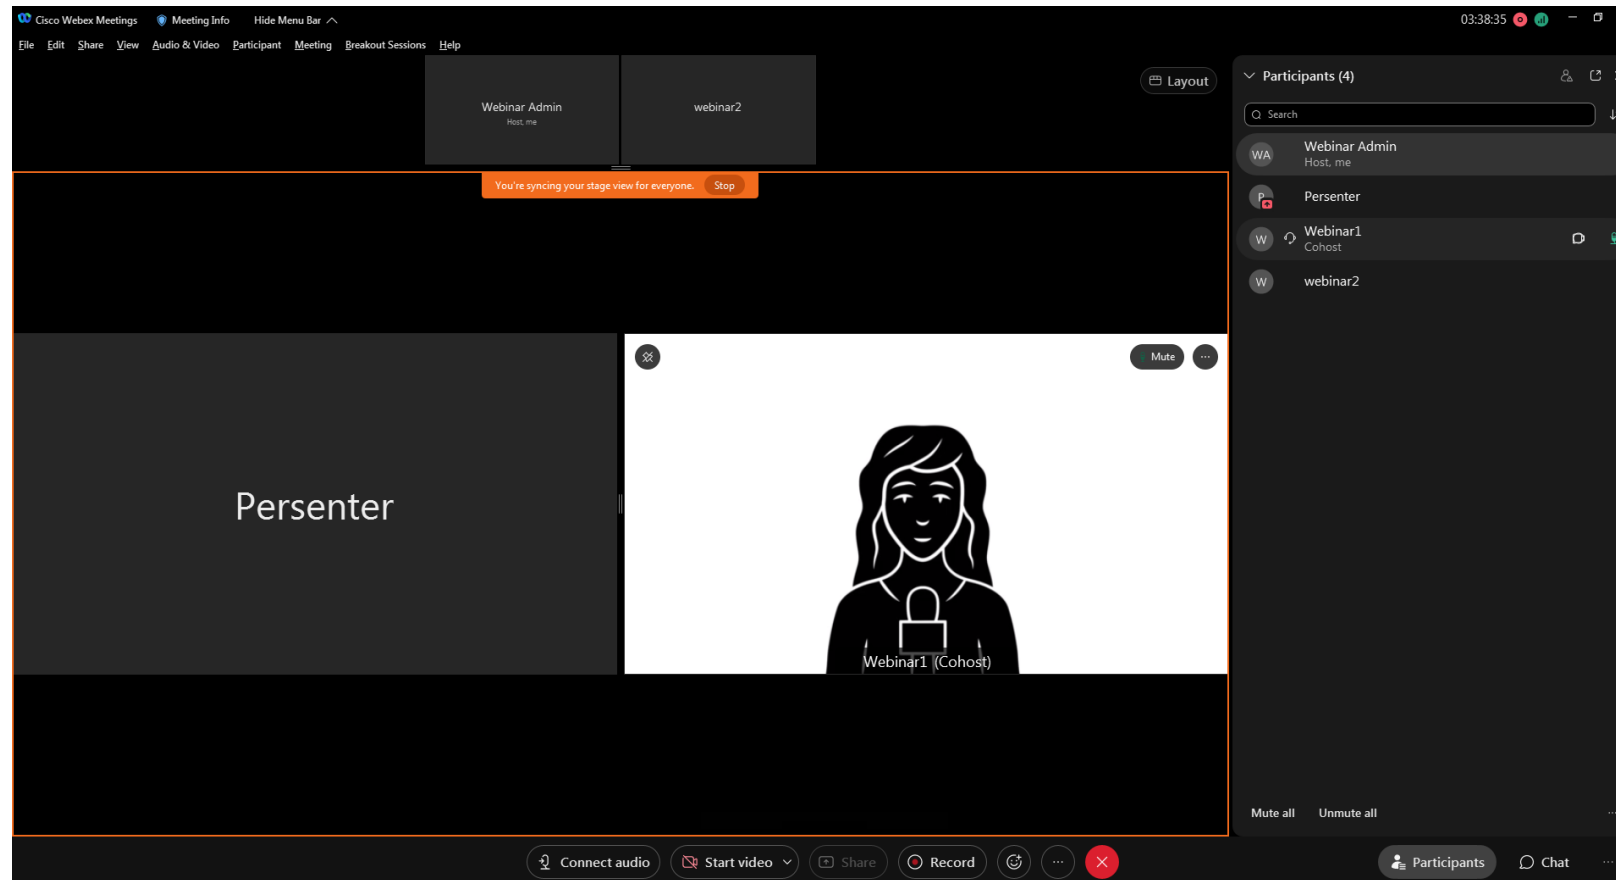 Cisco Webex Meetings Meeting Info Hide Menu Bar 03:38:35
File Edit Share View Audio & Video Participant Meeting Breakout Sessions Help
Webinar Admin
Host, me
webinar2
Layout
You're syncing your stage view for everyone. Stop
Persenter
Mute
Webinar1 (Cohost)
Participants (4)
Search
WA Webinar Admin
Host, me
P Persenter
W Webinar1
Cohost
W webinar2
Mute all Unmute all
Connect audio Start video Share Record Participants Chat